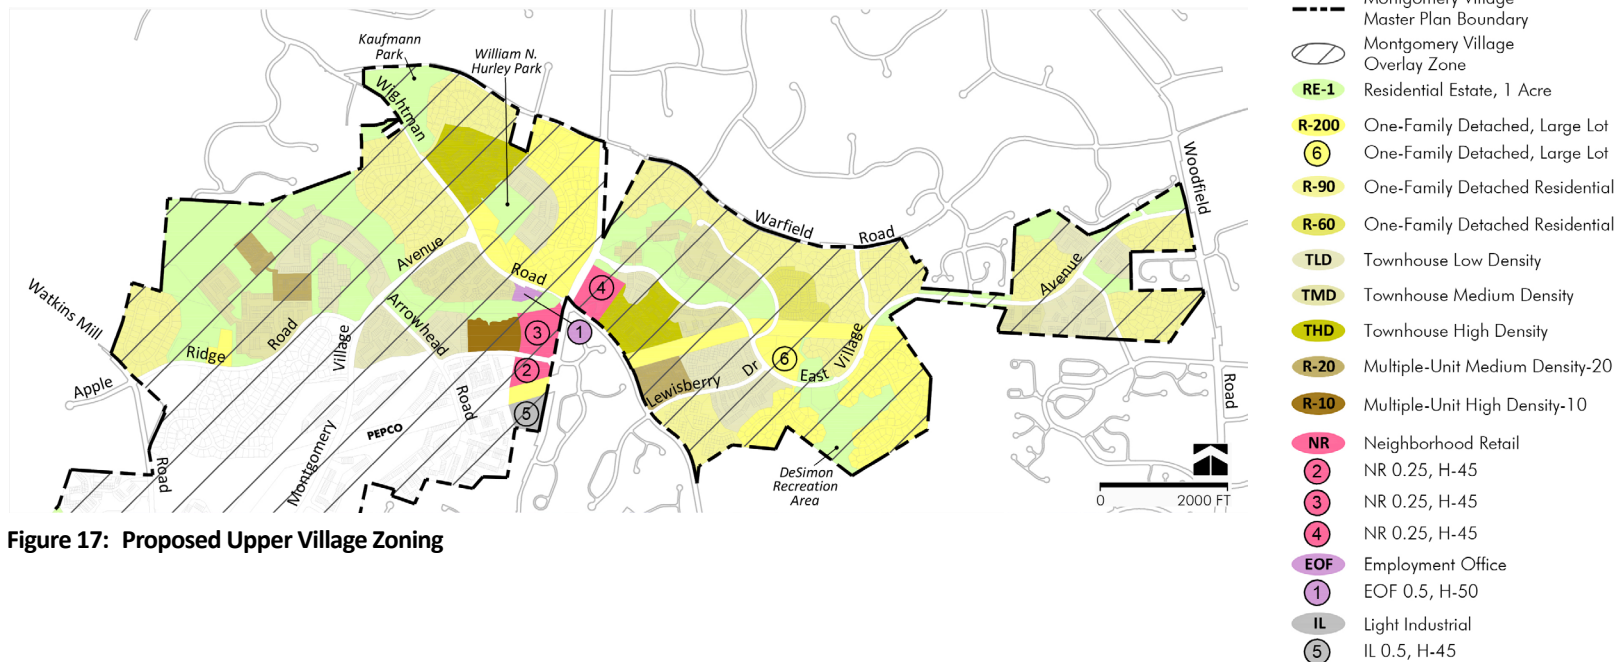 Kaufmann
Park
William N.
Hurley Park
Wightman
Avenue
Road
Warfield
Road
Woodfield
Road
Avenue
Watkins Mill
Road
Apple
Ridge
Road
Village
Montgomery
Arrowhead
Road
PEPCO
Lewisberry
Dr
East
Village
DeSimon
Recreation
Area
1
2
3
4
5
6
0 2000 FT
Montgomery Village
Master Plan Boundary
Montgomery Village
Overlay Zone
RE-1 Residential Estate, 1 Acre
R-200 One-Family Detached, Large Lot
6 One-Family Detached, Large Lot
R-90 One-Family Detached Residential
R-60 One-Family Detached Residential
TLD Townhouse Low Density
TMD Townhouse Medium Density
THD Townhouse High Density
R-20 Multiple-Unit Medium Density-20
R-10 Multiple-Unit High Density-10
NR Neighborhood Retail
2 NR 0.25, H-45
3 NR 0.25, H-45
4 NR 0.25, H-45
EOF Employment Office
1 EOF 0.5, H-50
IL Light Industrial
5 IL 0.5, H-45
Figure 17: Proposed Upper Village Zoning